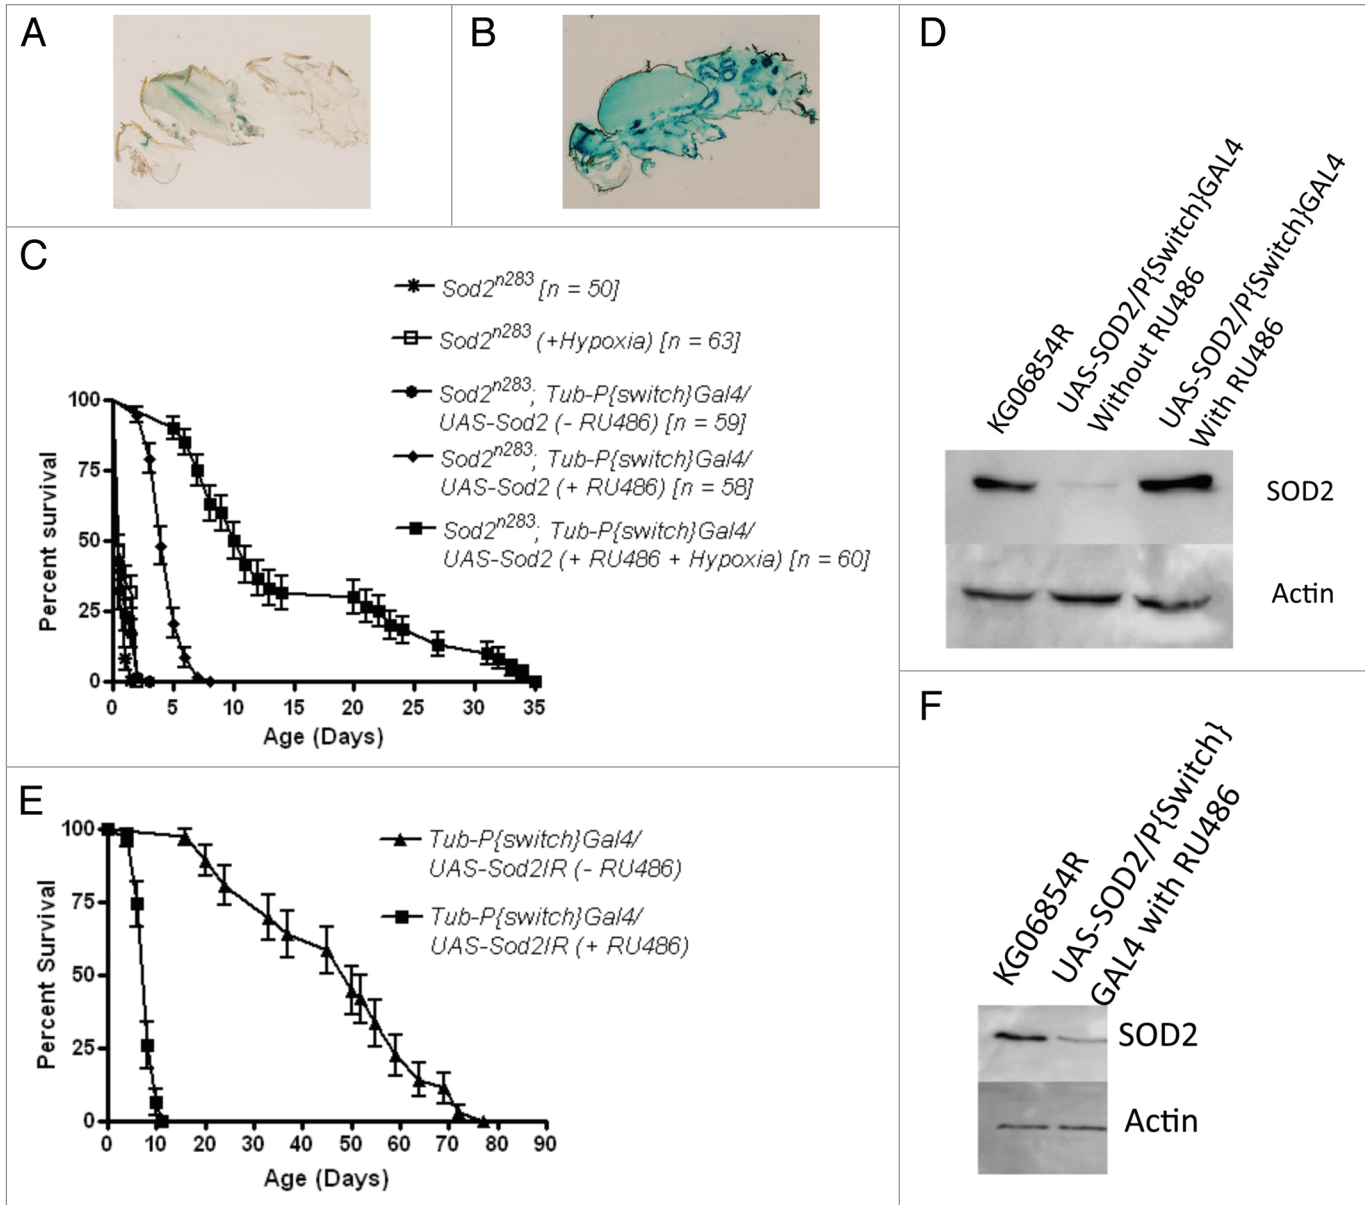 A
B
C
Sod2n283 [n = 50]
Sod2n283 (+Hypoxia) [n = 63]
Sod2n283; Tub-P{switch}Gal4/
UAS-Sod2 (- RU486) [n = 59]
Sod2n283; Tub-P{switch}Gal4/
UAS-Sod2 (+ RU486) [n = 58]
Sod2n283; Tub-P{switch}Gal4/
UAS-Sod2 (+ RU486 + Hypoxia) [n = 60]
Percent survival
100
75
50
25
0
0 5 10 15 20 25 30 35
Age (Days)
D
KG06854R
UAS-SOD2/P{Switch}GAL4
Without RU486
UAS-SOD2/P{Switch}GAL4
With RU486
SOD2
Actin
E
Tub-P{switch}Gal4/
UAS-Sod2IR (- RU486)
Tub-P{switch}Gal4/
UAS-Sod2IR (+ RU486)
Percent Survival
100
75
50
25
0
0 10 20 30 40 50 60 70 80 90
Age (Days)
F
KG06854R
UAS-SOD2/P{Switch}
GAL4 with RU486
SOD2
Actin